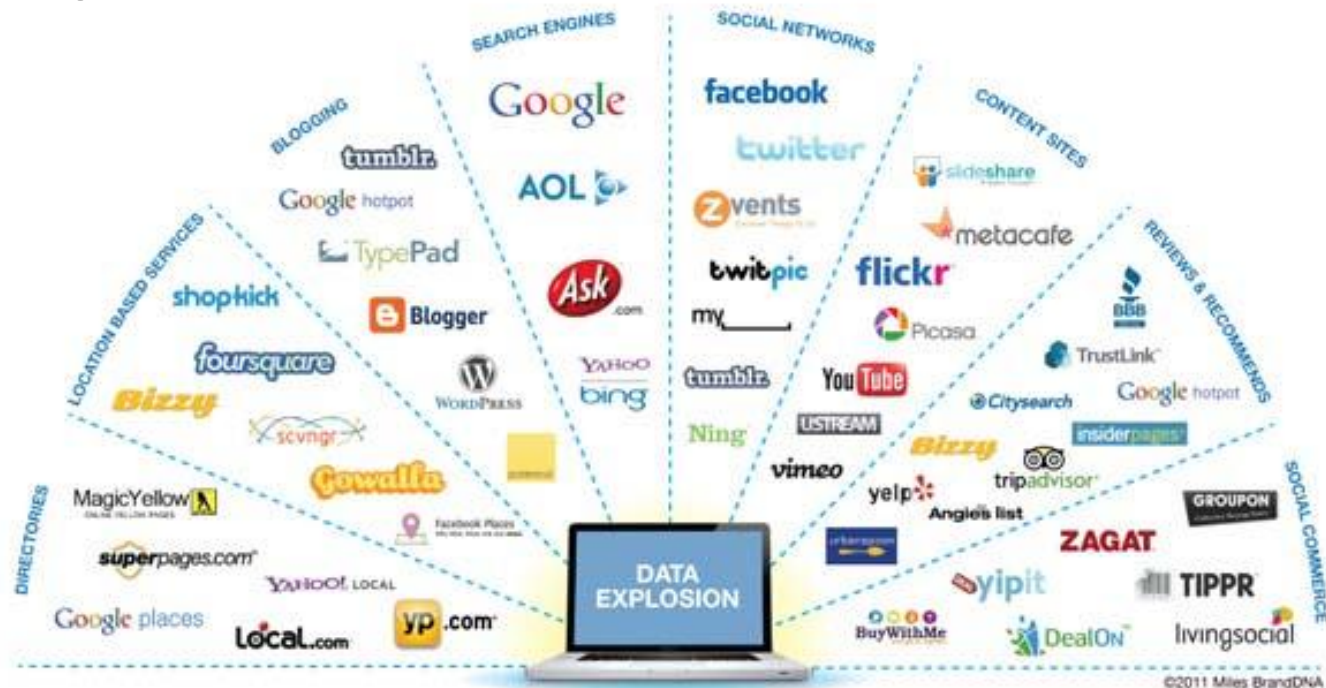 DIRECTORIES
MagicYellow
ONLINE YELLOW PAGES
superpages.com
YAHOO! LOCAL
Google places
Local.com
yp.com
LOCATION BASED SERVICES
shopkick
foursquare
Bizzy
scvngr
Gowalla
Facebook Places
BLOGGING
tumblr.
Google hotpot
TypePad
Blogger
WORDPRESS
SEARCH ENGINES
Google
AOL
Ask
.com
YAHOO
bing
SOCIAL NETWORKS
facebook
twitter
zvents
twitpic
my
tumblr.
Ning
CONTENT SITES
slideshare
metacafe
flickr
Picasa
YouTube
USTREAM
vimeo
REVIEWS & RECOMMENDS
BBB
TrustLink
Google hotpot
Citysearch
insiderpages
Bizzy
tripadvisor
yelp
Angie's list
urbanspoon
SOCIAL COMMERCE
GROUPON
ZAGAT
yipit
TIPPR
BuyWithMe
DealOn
livingsocial
DATA
EXPLOSION
©2011 Miles BrandDNA